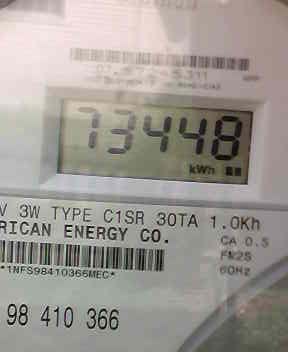 73448
kWh
V 3W TYPE C1SR 30TA 1.0Kh
RICAN ENERGY CO.
CA 0.5
FM2S
60Hz
*1NFS98410366MEC*
98 410 366